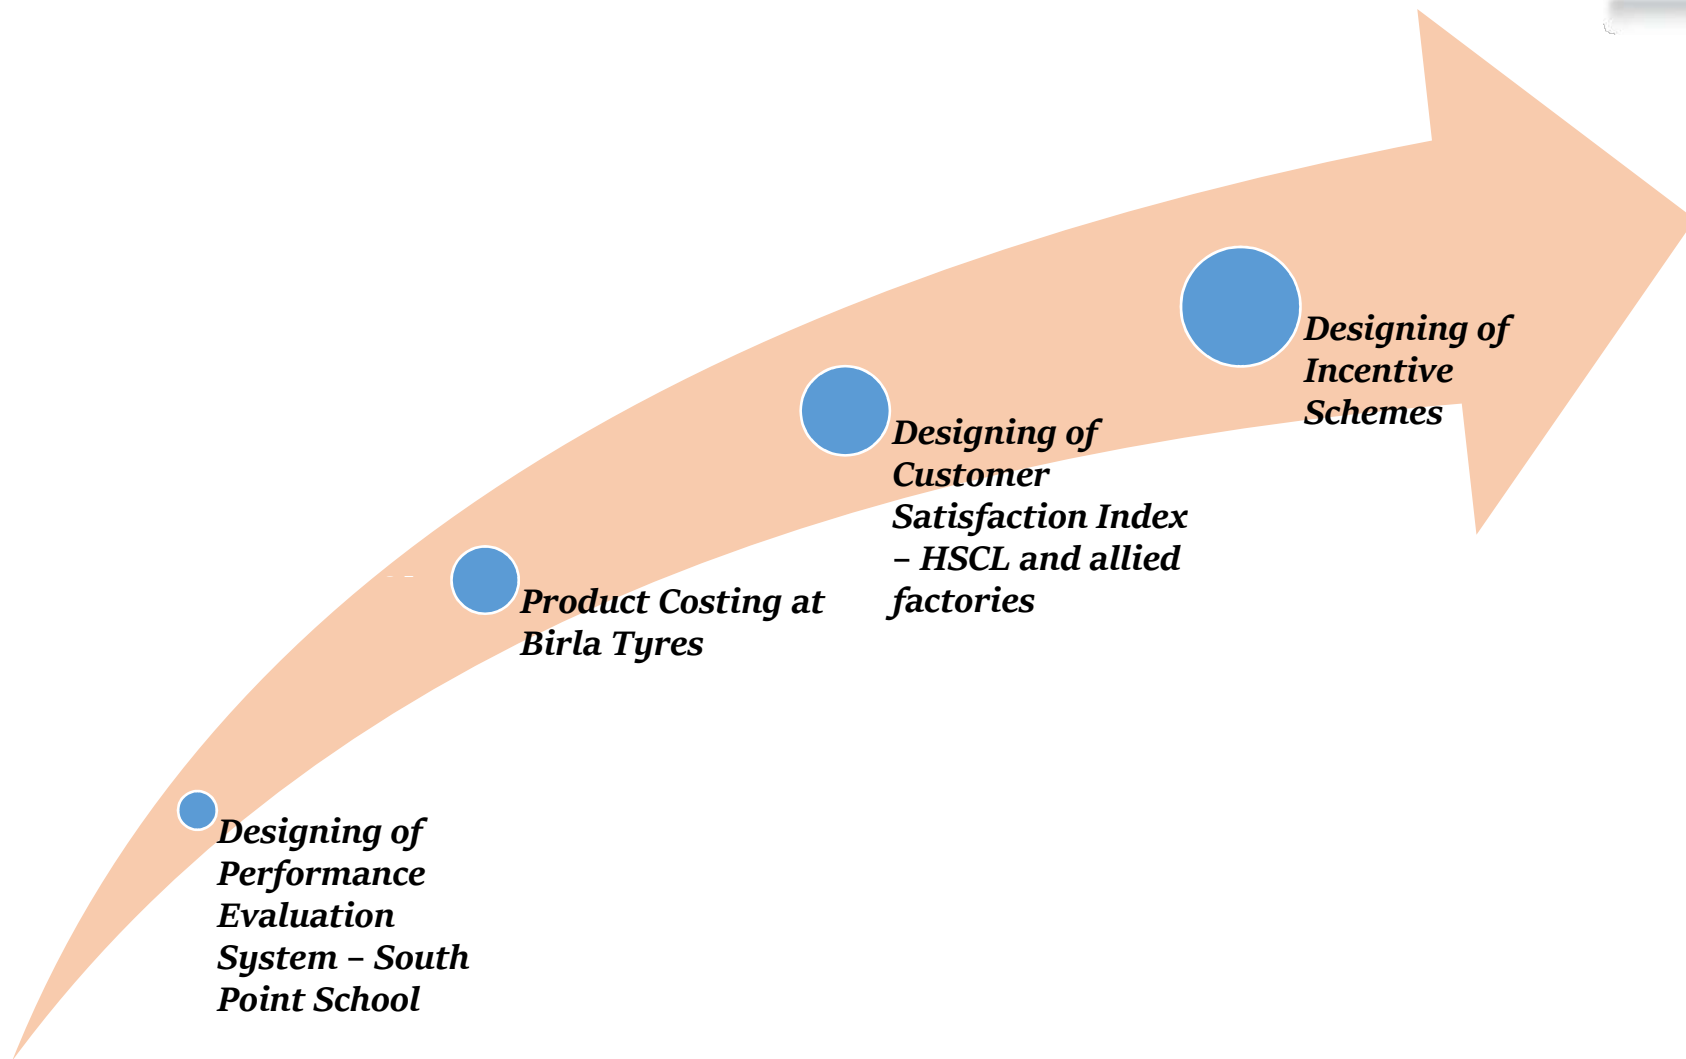 Designing of
Performance
Evaluation
System – South
Point School
Product Costing at
Birla Tyres
Designing of
Customer
Satisfaction Index
– HSCL and allied
factories
Designing of
Incentive
Schemes